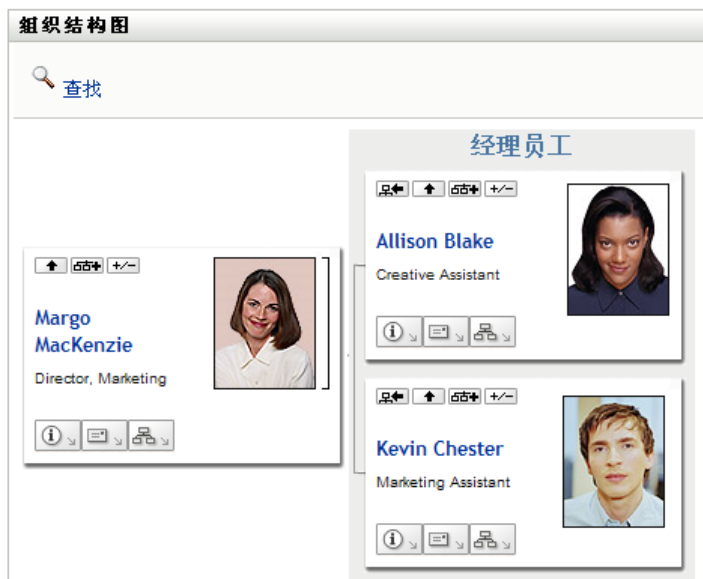 组织结构图
查找
经理员工
+/−
Allison Blake
Creative Assistant
+/−
Margo
MacKenzie
Director, Marketing
+/−
Kevin Chester
Marketing Assistant